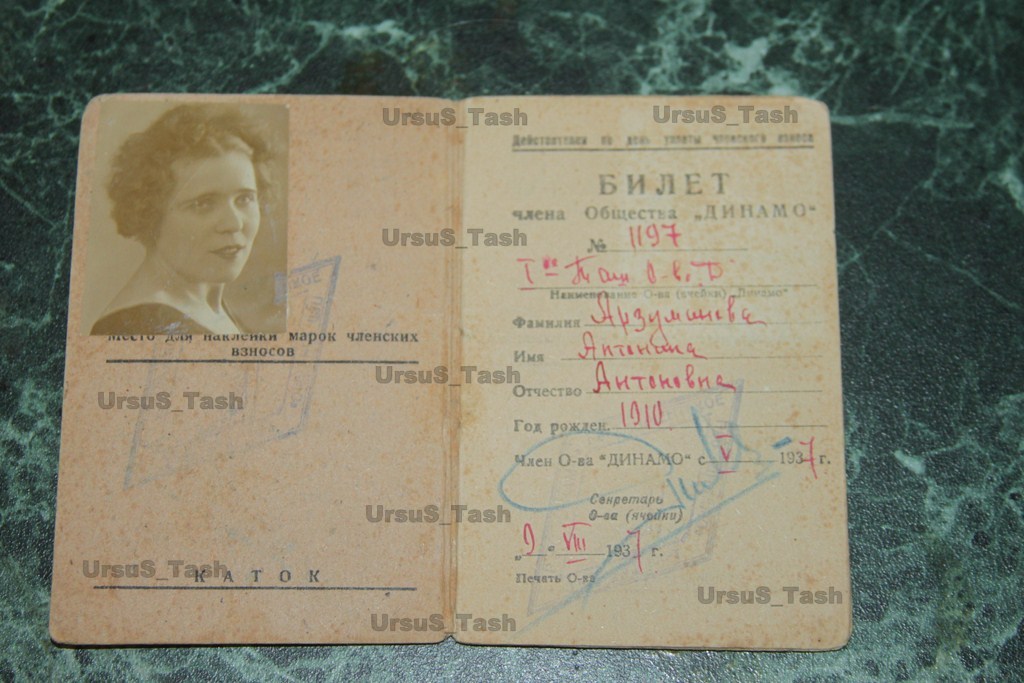 UrsuS_Tash
UrsuS_Tash
Место для наклейки марок членских
взносов
UrsuS_Tash
UrsuS_Tash
UrsuS_Tash
UrsuS_Tash
КАТОК
UrsuS_Tash
UrsuS_Tash
Действителен по день уплаты членского взноса
БИЛЕТ
члена Общества „ДИНАМО“
№ 1197
О-в. Д
Наименование О-ва (ячейки) „Динамо“
Фамилия Арзуманова
Имя Антонина
Отчество Антоновна
Год рожден. 1910
Член О-ва "ДИНАМО" с V 1937 г.
Секретарь
О-ва (ячейки)
„9“ VIII 1937 г.
Печать О-ва
UrsuS_Tash
UrsuS_Tash